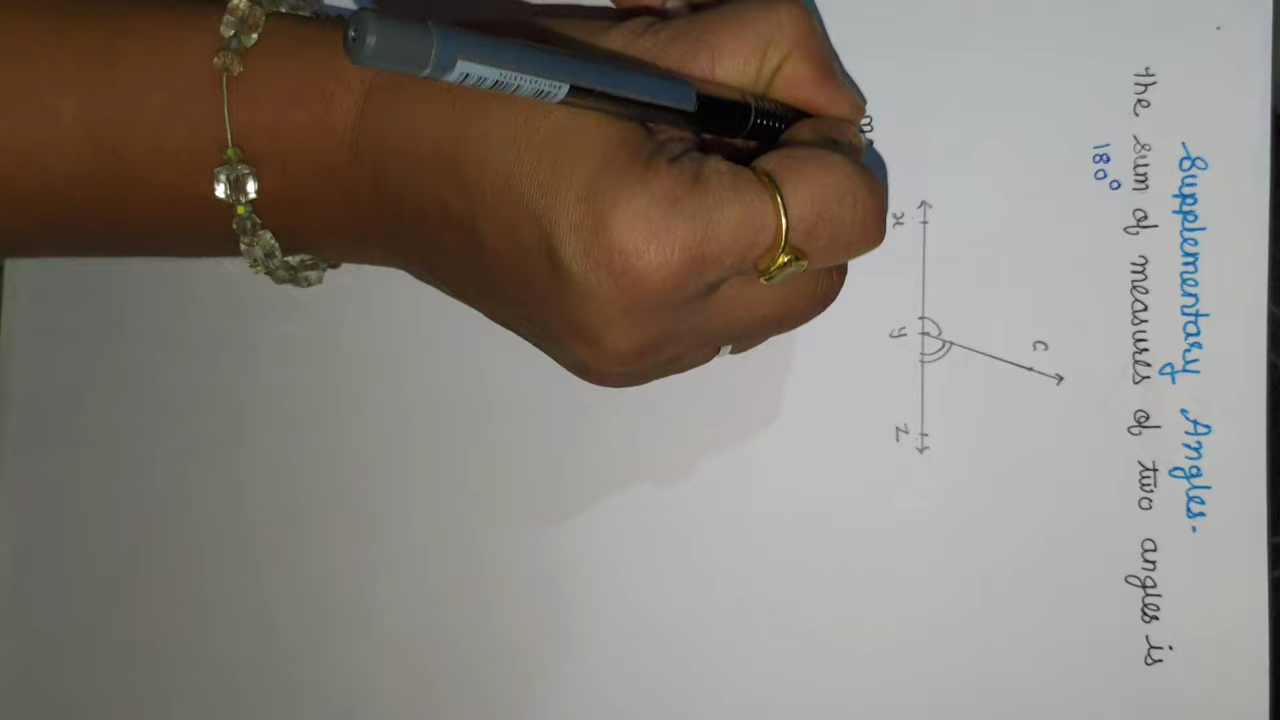 Supplementary Angles.
The sum of measures of two angles is
180°
C
x y z
m